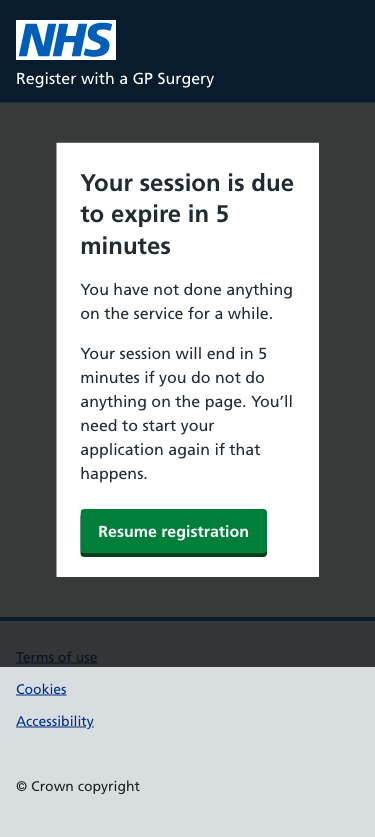 NHS
Register with a GP Surgery
Your session is due
to expire in 5
minutes
You have not done anything
on the service for a while.
Your session will end in 5
minutes if you do not do
anything on the page. You’ll
need to start your
application again if that
happens.
Resume registration
Terms of use
Cookies
Accessibility
© Crown copyright